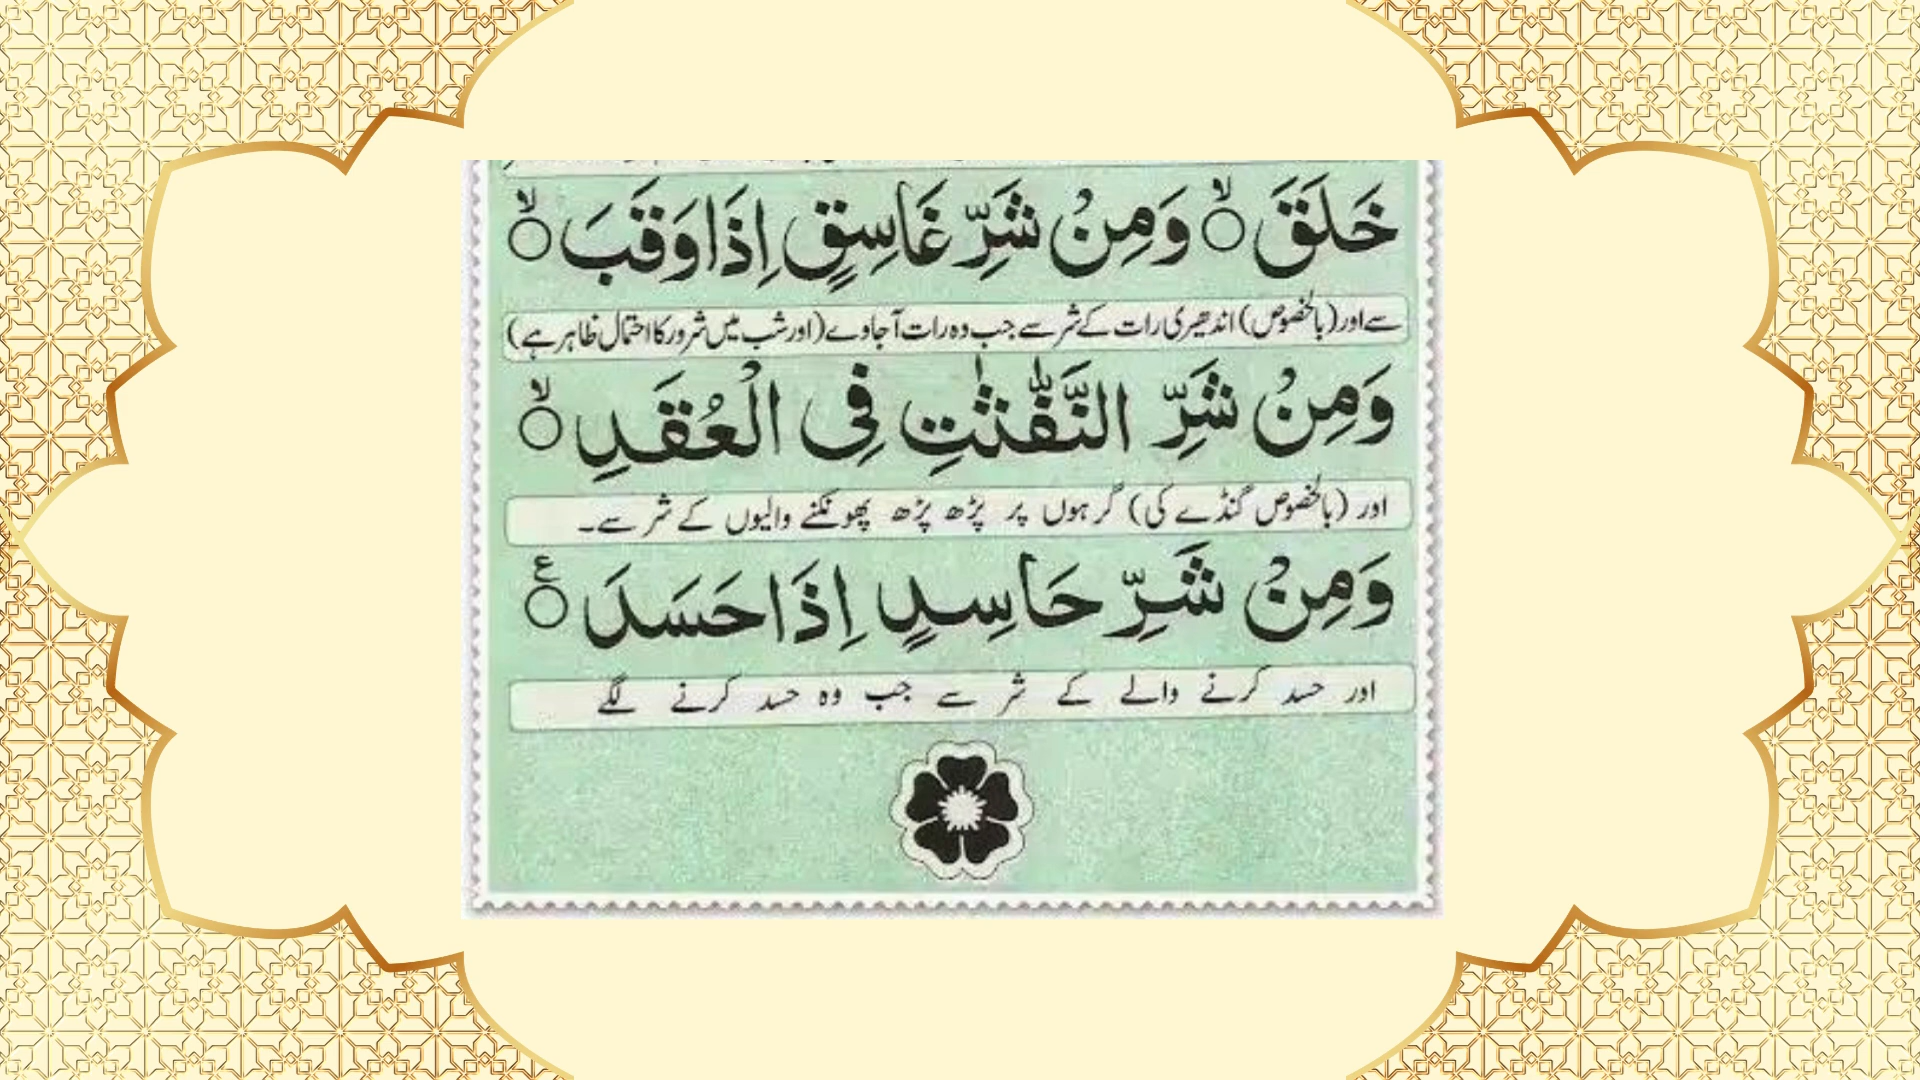 خَلَقَ ۙ وَمِنْ شَرِّ غَاسِقٍ اِذَا وَقَبَ ۙ
سے اور (بالخصوص) اندھیری رات کے شر سے جب وہ رات آجاوے (اور شب میں شرور کا احتمال ظاہر ہے)
وَمِنْ شَرِّ النَّفّٰثٰتِ فِی الْعُقَدِ ۙ
اور (بالخصوص گنڈے کی) گرہوں پر پڑھ پڑھ پھونکنے والیوں کے شر سے۔
وَمِنْ شَرِّ حَاسِدٍ اِذَا حَسَدَ ۠
اور حسد کرنے والے کے شر سے جب وہ حسد کرنے لگے